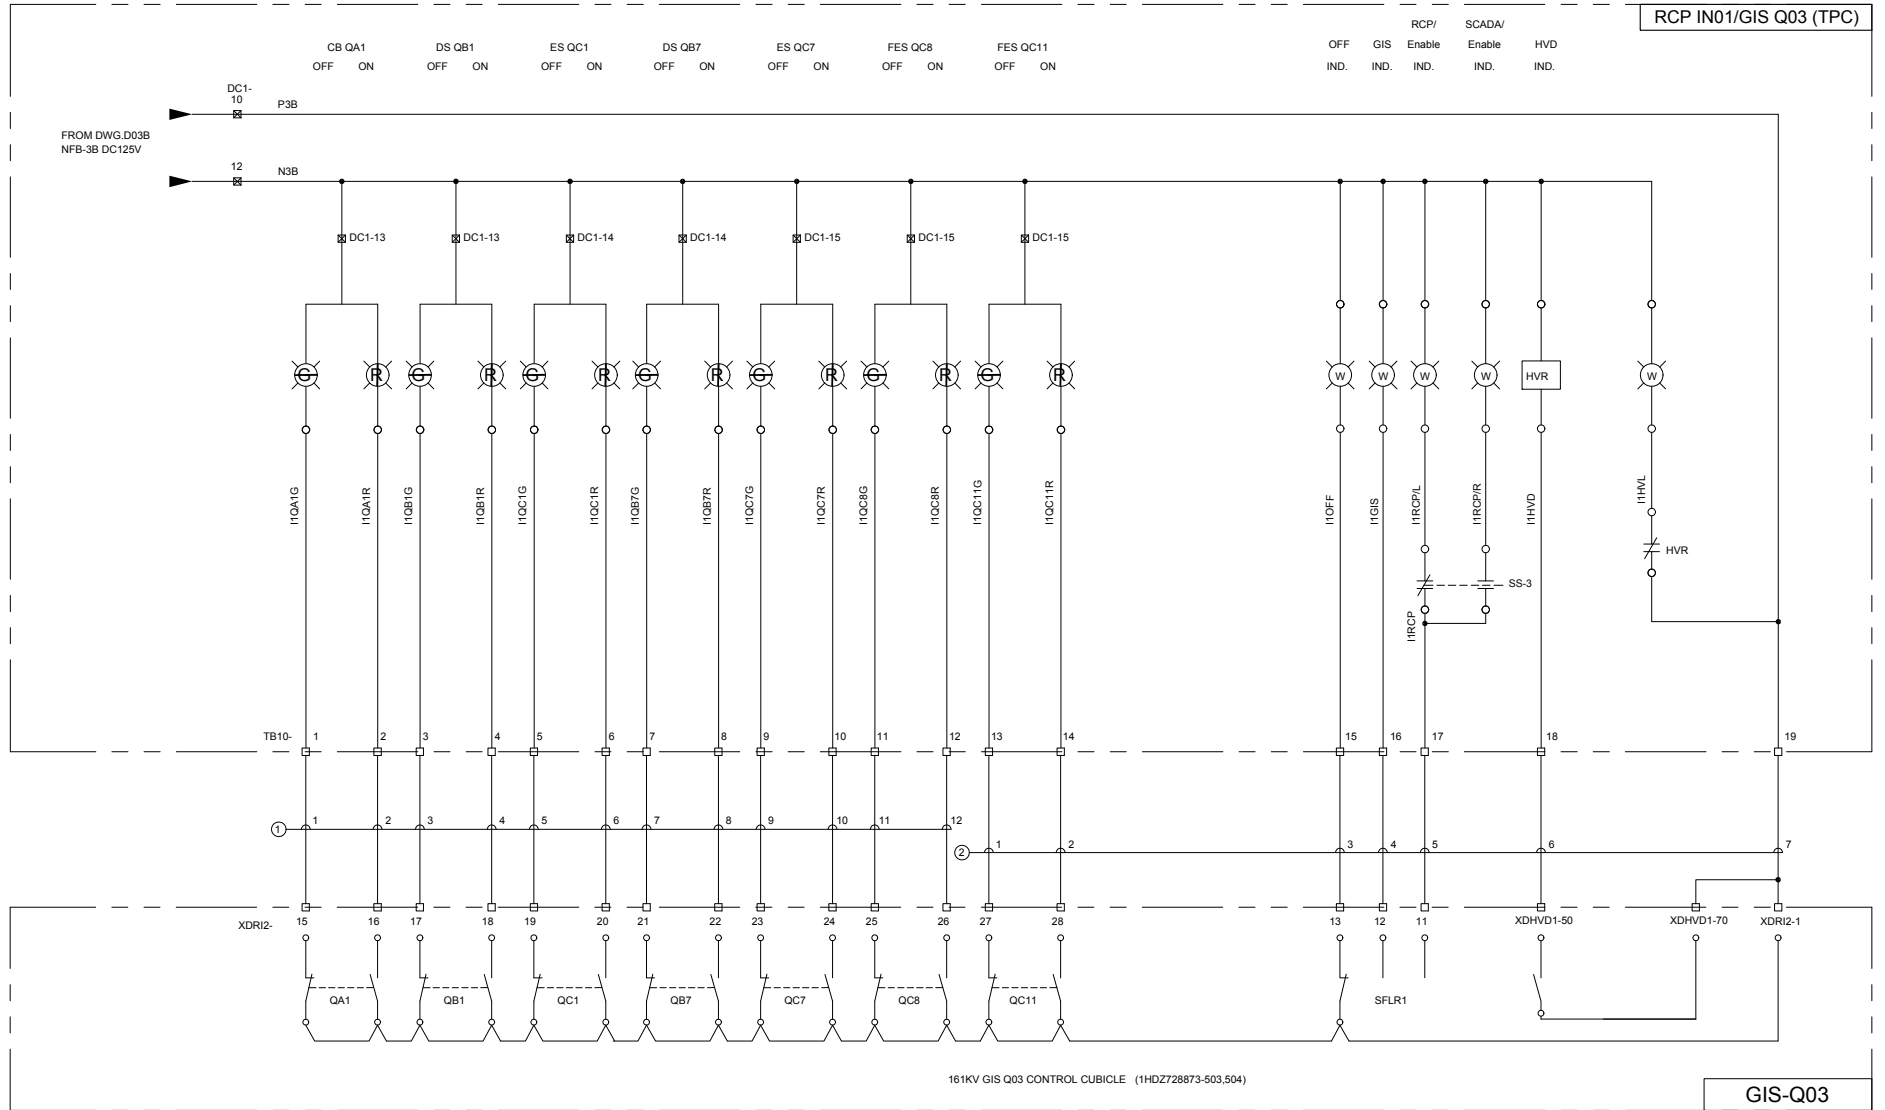 RCP IN01/GIS Q03 (TPC)
RCP/ SCADA/
CB QA1 DS QB1 ES QC1 DS QB7 ES QC7 FES QC8 FES QC11 OFF GIS Enable Enable HVD
OFF ON OFF ON OFF ON OFF ON OFF ON OFF ON OFF ON IND. IND. IND. IND. IND.
DC1-
10 P3B
FROM DWG.D03B
NFB-3B DC125V
12 N3B
DC1-13 DC1-13 DC1-14 DC1-14 DC1-15 DC1-15 DC1-15
G R G R G R G R G R G R G R W W W W HVR W
I1QA1G I1QA1R I1QB1G I1QB1R I1QC1G I1QC1R I1QB7G I1QB7R I1QC7G I1QC7R I1QC8G I1QC8R I1QC11G I1QC11R I1OFF I1GIS I1RCP/L I1RCP/R I1HVD I1HVL
HVR
SS-3
I1RCP
TB10- 1 2 3 4 5 6 7 8 9 10 11 12 13 14 15 16 17 18 19
1 1 2 3 4 5 6 7 8 9 10 11 12
2 1 2 3 4 5 6 7
XDRI2- 15 16 17 18 19 20 21 22 23 24 25 26 27 28 13 12 11 XDHVD1-50 XDHVD1-70 XDRI2-1
QA1 QB1 QC1 QB7 QC7 QC8 QC11 SFLR1
161KV GIS Q03 CONTROL CUBICLE (1HDZ728873-503,504)
GIS-Q03